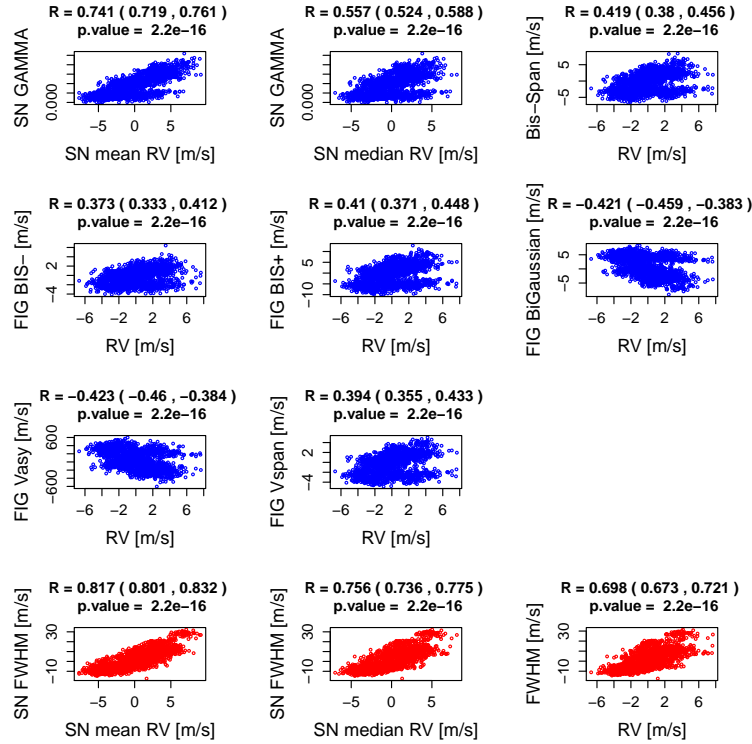 R = 0.741 ( 0.719 , 0.761 )
p.value = 2.2e−16
SN GAMMA
0.000
−5 0 5
SN mean RV [m/s]
R = 0.557 ( 0.524 , 0.588 )
p.value = 2.2e−16
SN GAMMA
0.000
−5 0 5
SN median RV [m/s]
R = 0.419 ( 0.38 , 0.456 )
p.value = 2.2e−16
Bis−Span [m/s]
5
−5
−6 −2 2 6
RV [m/s]
R = 0.373 ( 0.333 , 0.412 )
p.value = 2.2e−16
FIG BIS− [m/s]
2
−4
−6 −2 2 6
RV [m/s]
R = 0.41 ( 0.371 , 0.448 )
p.value = 2.2e−16
FIG BIS+ [m/s]
5
−10
−6 −2 2 6
RV [m/s]
R = −0.421 ( −0.459 , −0.383 )
p.value = 2.2e−16
FIG BiGaussian [m/s]
5
−5
−6 −2 2 6
RV [m/s]
R = −0.423 ( −0.46 , −0.384 )
p.value = 2.2e−16
FIG Vasy [m/s]
600
−600
−6 −2 2 6
RV [m/s]
R = 0.394 ( 0.355 , 0.433 )
p.value = 2.2e−16
FIG Vspan [m/s]
2
−4
−6 −2 2 6
RV [m/s]
R = 0.817 ( 0.801 , 0.832 )
p.value = 2.2e−16
SN FWHM [m/s]
30
−10
−5 0 5
SN mean RV [m/s]
R = 0.756 ( 0.736 , 0.775 )
p.value = 2.2e−16
SN FWHM [m/s]
30
−10
−5 0 5
SN median RV [m/s]
R = 0.698 ( 0.673 , 0.721 )
p.value = 2.2e−16
FWHM [m/s]
30
−10
−6 −2 2 6
RV [m/s]